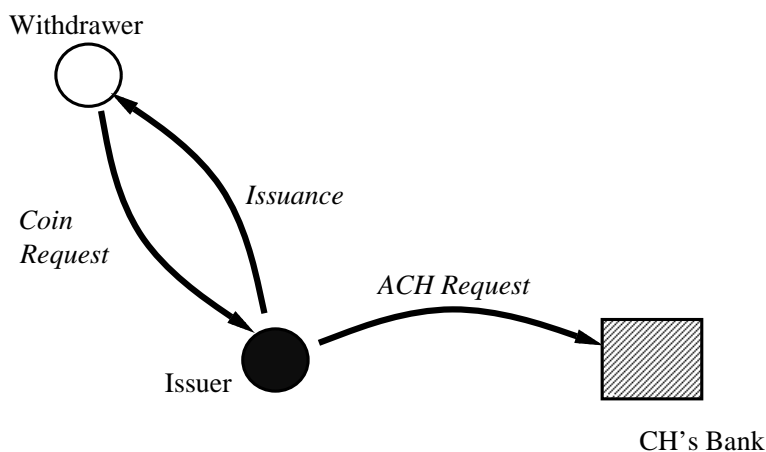 Withdrawer
Issuance
Coin
Request
ACH Request
Issuer
CH's Bank